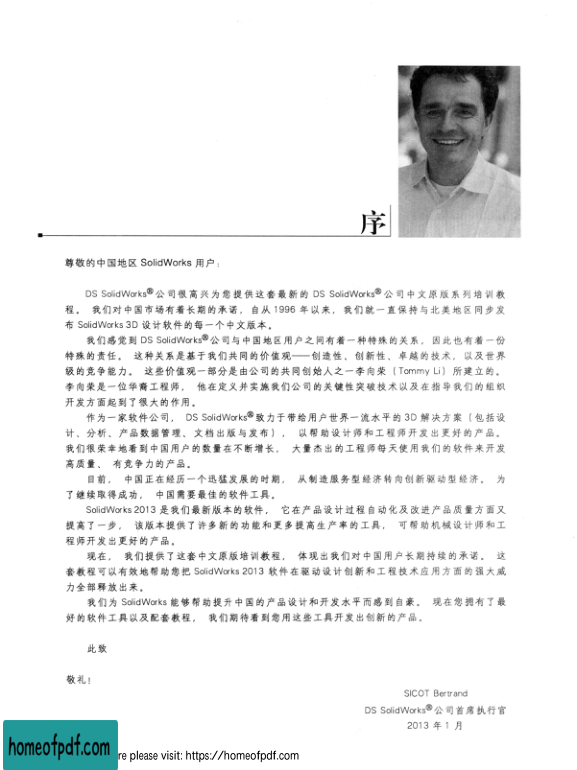 序
尊敬的中国地区 SolidWorks 用户：
DS SolidWorks®公司很高兴为您提供这套最新的 DS SolidWorks®公司中文原版系列培训教
程。 我们对中国市场有着长期的承诺，自从 1996 年以来，我们就一直保持与北美地区同步发
布 SolidWorks 3D 设计软件的每一个中文版本。
我们感觉到 DS SolidWorks®公司与中国地区用户之间有着一种特殊的关系，因此也有着一份
特殊的责任。 这种关系是基于我们共同的价值观——创造性、创新性、卓越的技术，以及世界
级的竞争能力。 这些价值观一部分是由公司的共同创始人之一李向荣（Tommy Li）所建立的。
李向荣是一位华裔工程师， 他在定义并实施我们公司的关键性突破技术以及在指导我们的组织
开发方面起到了很大的作用。
作为一家软件公司， DS SolidWorks®致力于带给用户世界一流水平的 3D 解决方案（包括设
计、分析、产品数据管理、文档出版与发布）， 以帮助设计师和工程师开发出更好的产品。
我们很荣幸地看到中国用户的数量在不断增长， 大量杰出的工程师每天使用我们的软件来开发
高质量、 有竞争力的产品。
目前， 中国正在经历一个迅猛发展的时期， 从制造服务型经济转向创新驱动型经济。 为
了继续取得成功， 中国需要最佳的软件工具。
SolidWorks 2013 是我们最新版本的软件， 它在产品设计过程自动化及改进产品质量方面又
提高了一步， 该版本提供了许多新的功能和更多提高生产率的工具， 可帮助机械设计师和工
程师开发出更好的产品。
现在， 我们提供了这套中文原版培训教程， 体现出我们对中国用户长期持续的承诺。 这
套教程可以有效地帮助您把 SolidWorks 2013 软件在驱动设计创新和工程技术应用方面的强大威
力全部释放出来。
我们为 SolidWorks 能够帮助提升中国的产品设计和开发水平而感到自豪。 现在您拥有了最
好的软件工具以及配套教程， 我们期待看到您用这些工具开发出创新的产品。
此致
敬礼！
SICOT Bertrand
DS SolidWorks®公司首席执行官
2013 年 1 月
homeofpdf.com
re please visit: https://homeofpdf.com